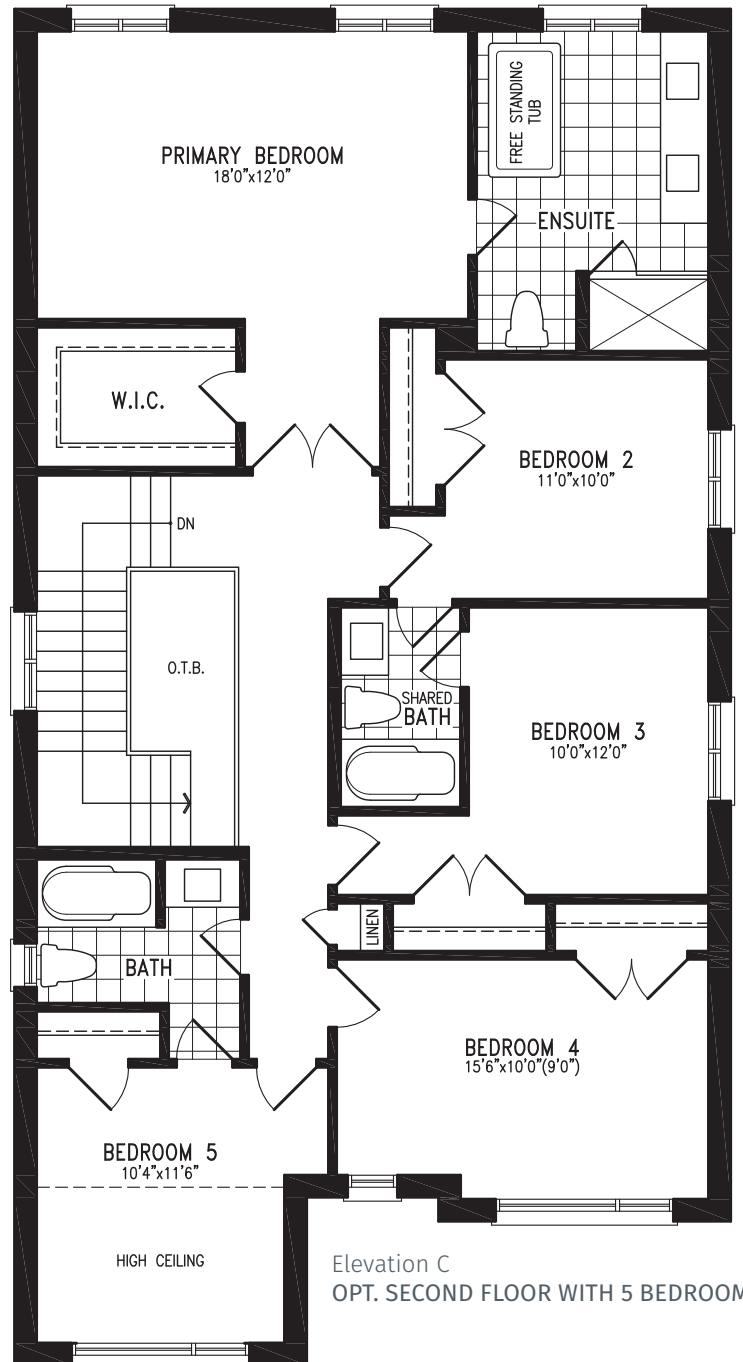 FREE STANDING
TUB
PRIMARY BEDROOM
18'0"x12'0"
ENSUITE
W.I.C.
BEDROOM 2
11'0"x10'0"
DN
O.T.B.
SHARED
BATH
BEDROOM 3
10'0"x12'0"
LINEN
BATH
BEDROOM 4
15'6"x10'0"(9'0")
BEDROOM 5
10'4"x11'6"
HIGH CEILING
Elevation C
OPT. SECOND FLOOR WITH 5 BEDROOM